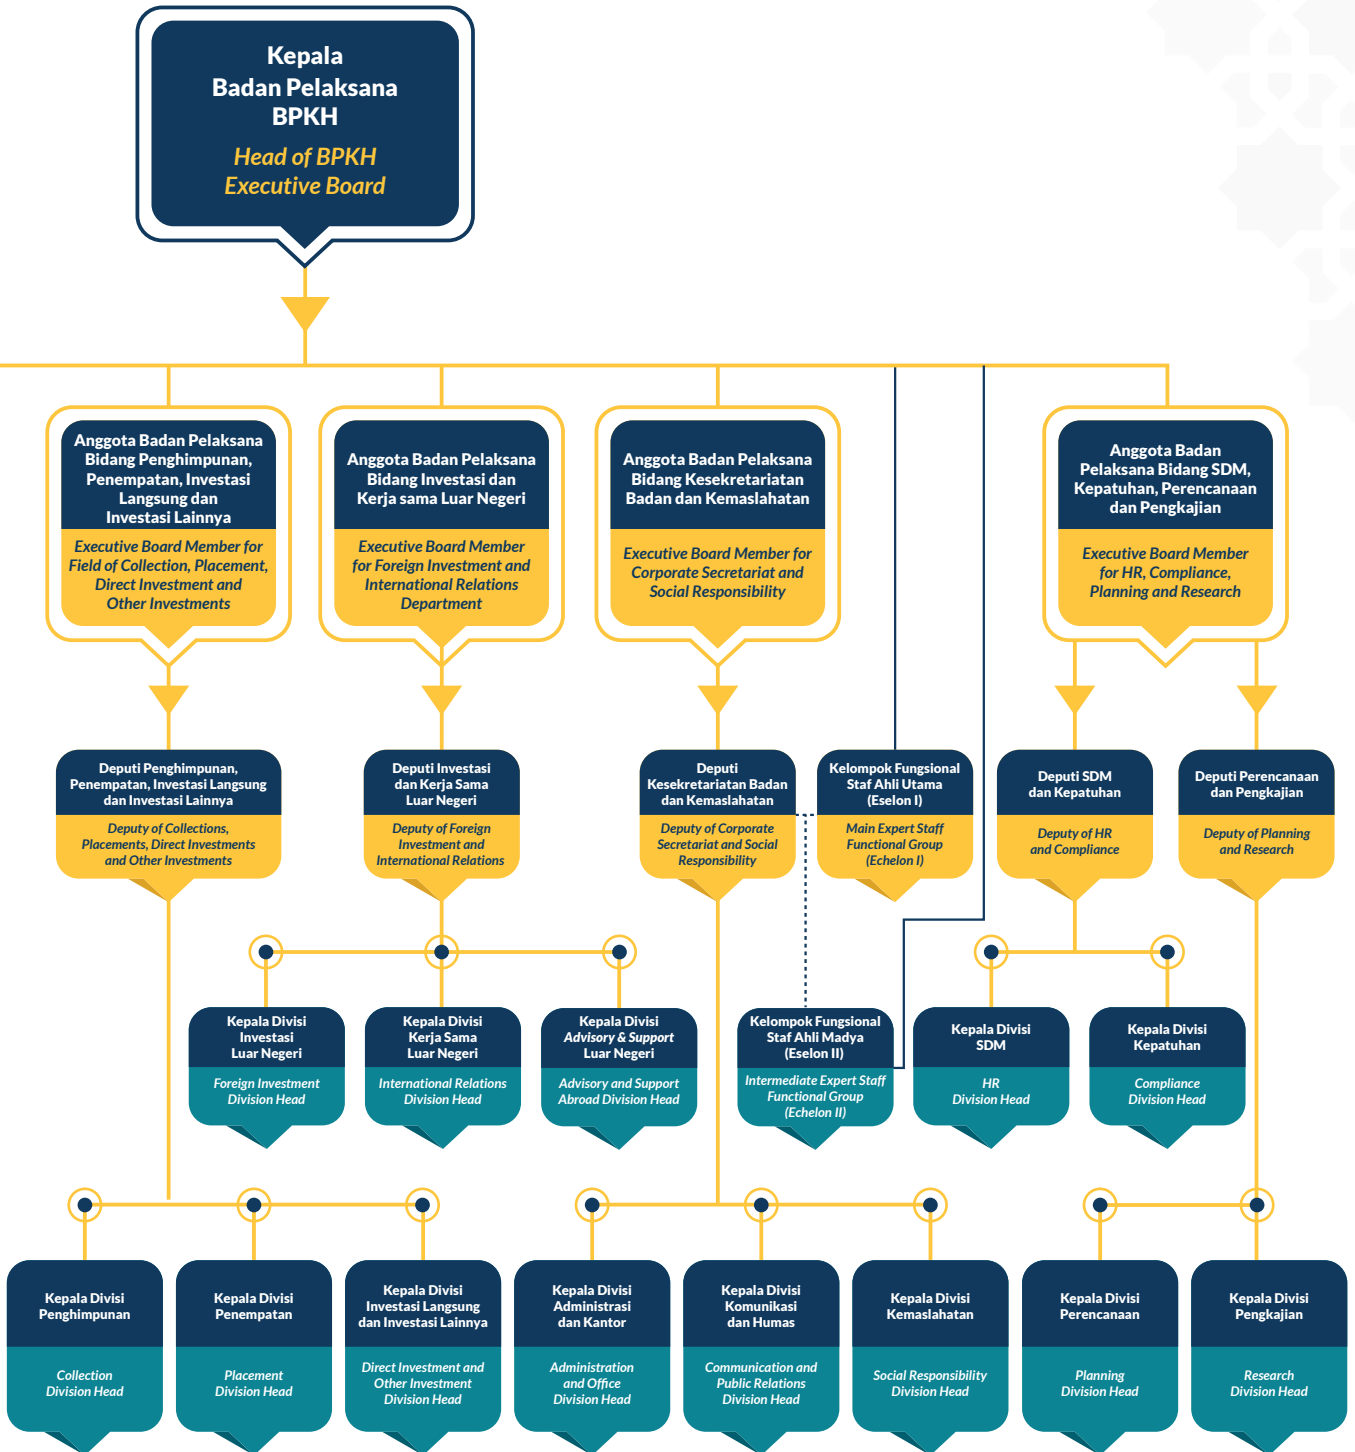 Kepala
Badan Pelaksana
BPKH
Head of BPKH
Executive Board
Anggota Badan Pelaksana
Bidang Penghimpunan,
Penempatan, Investasi
Langsung dan
Investasi Lainnya
Executive Board Member for
Field of Collection, Placement,
Direct Investment and
Other Investments
Anggota Badan Pelaksana
Bidang Investasi dan
Kerja sama Luar Negeri
Executive Board Member
for Foreign Investment and
International Relations
Department
Anggota Badan Pelaksana
Bidang Kesekretariatan
Badan dan Kemaslahatan
Executive Board Member for
Corporate Secretariat and
Social Responsibility
Anggota Badan
Pelaksana Bidang SDM,
Kepatuhan, Perencanaan
dan Pengkajian
Executive Board Member
for HR, Compliance,
Planning and Research
Deputi Penghimpunan,
Penempatan, Investasi Langsung
dan Investasi Lainnya
Deputy of Collections,
Placements, Direct Investments
and Other Investments
Deputi Investasi
dan Kerja Sama
Luar Negeri
Deputy of Foreign
Investment and
International Relations
Deputi
Kesekretariatan Badan
dan Kemaslahatan
Deputy of Corporate
Secretariat and Social
Responsibility
Kelompok Fungsional
Staf Ahli Utama
(Eselon I)
Main Expert Staff
Functional Group
(Echelon I)
Deputi SDM
dan Kepatuhan
Deputy of HR
and Compliance
Deputi Perencanaan
dan Pengkajian
Deputy of Planning
and Research
Kepala Divisi
Investasi
Luar Negeri
Foreign Investment
Division Head
Kepala Divisi
Kerja Sama
Luar Negeri
International Relations
Division Head
Kepala Divisi
Advisory & Support
Luar Negeri
Advisory and Support
Abroad Division Head
Kelompok Fungsional
Staf Ahli Madya
(Eselon II)
Intermediate Expert Staff
Functional Group
(Echelon II)
Kepala Divisi
SDM
HR
Division Head
Kepala Divisi
Kepatuhan
Compliance
Division Head
Kepala Divisi
Penghimpunan
Collection
Division Head
Kepala Divisi
Penempatan
Placement
Division Head
Kepala Divisi
Investasi Langsung
dan Investasi Lainnya
Direct Investment and
Other Investment
Division Head
Kepala Divisi
Administrasi
dan Kantor
Administration
and Office
Division Head
Kepala Divisi
Komunikasi
dan Humas
Communication and
Public Relations
Division Head
Kepala Divisi
Kemaslahatan
Social Responsibility
Division Head
Kepala Divisi
Perencanaan
Planning
Division Head
Kepala Divisi
Pengkajian
Research
Division Head